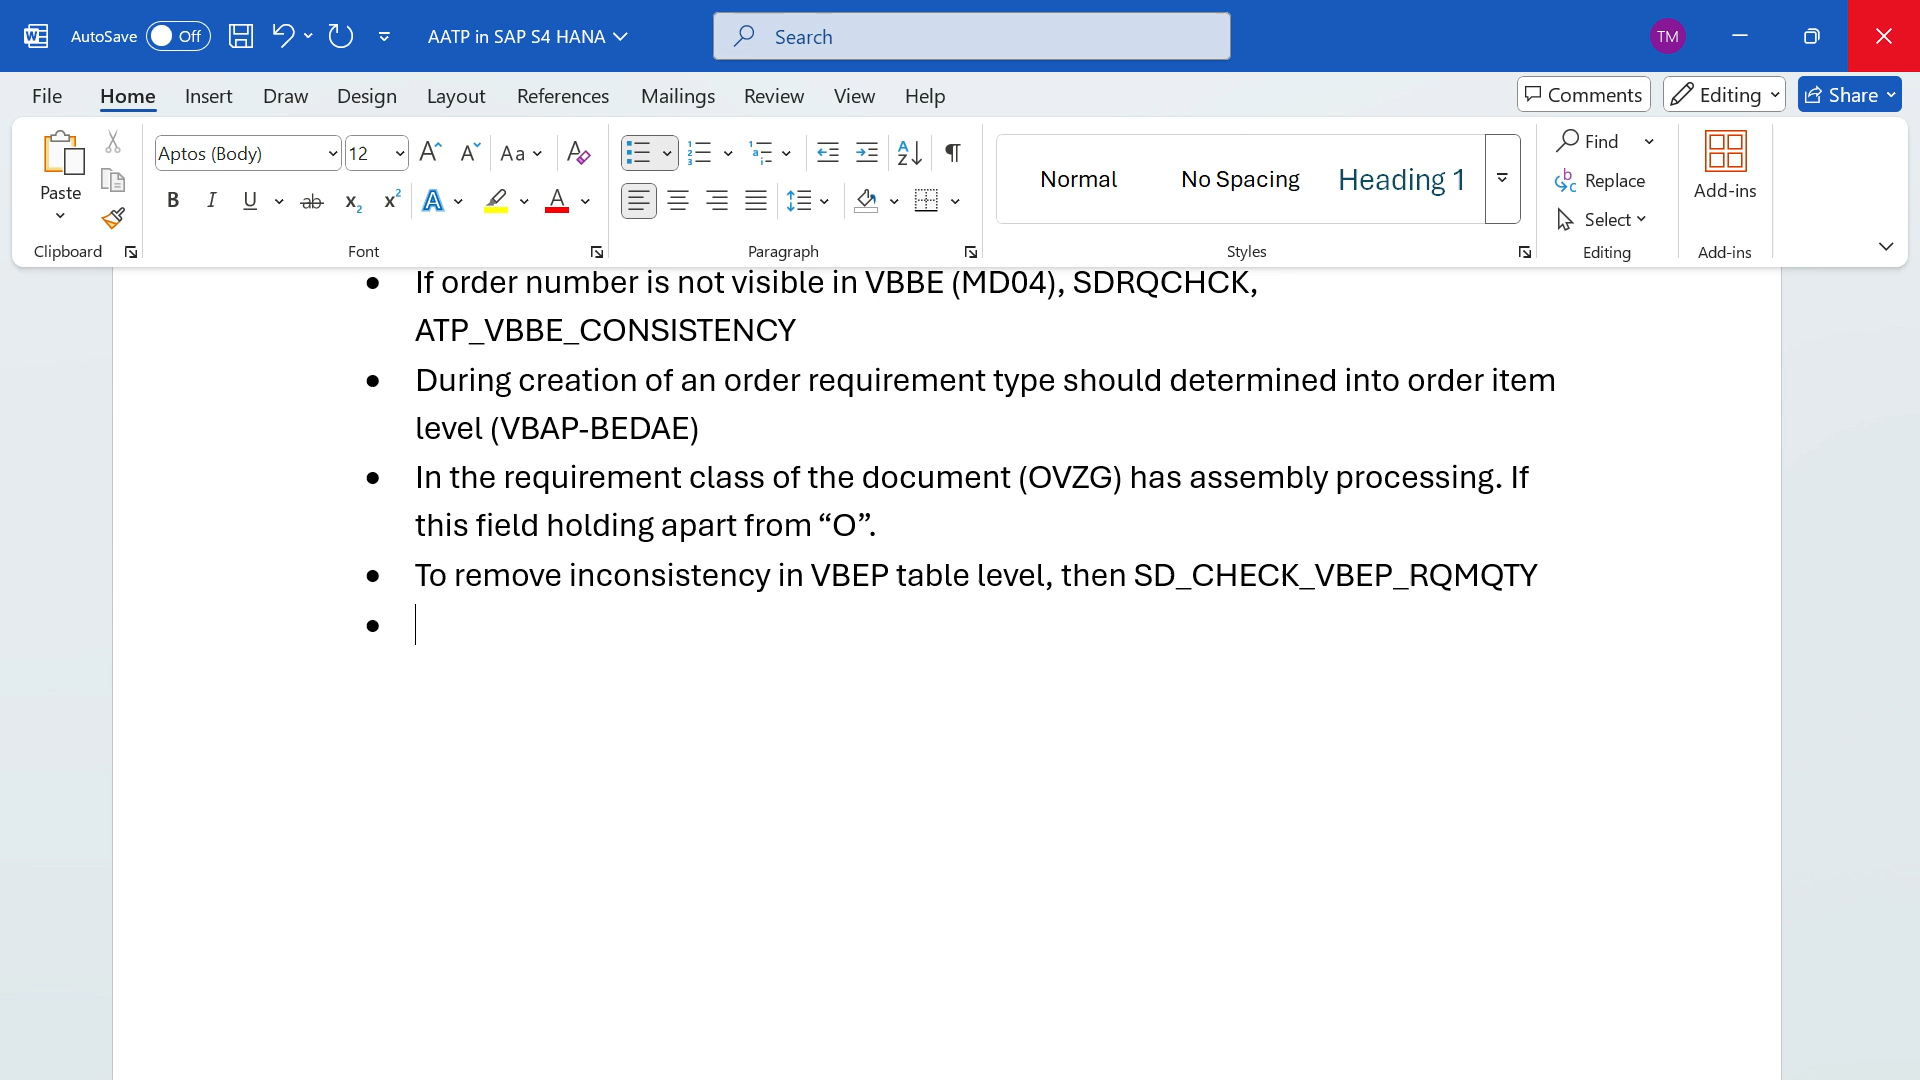 AutoSave Off AATP in SAP S4 HANA Search TM
File Home Insert Draw Design Layout References Mailings Review View Help Comments Editing Share
Paste Aptos (Body) 12 Aa Normal No Spacing Heading 1 Find Replace Select Add-ins
B I U ab x₂ x² A A
Clipboard Font Paragraph Styles Editing Add-ins
• If order number is not visible in VBBE (MD04), SDRQCHCK,
ATP_VBBE_CONSISTENCY
• During creation of an order requirement type should determined into order item
level (VBAP-BEDAE)
• In the requirement class of the document (OVZG) has assembly processing. If
this field holding apart from “O”.
• To remove inconsistency in VBEP table level, then SD_CHECK_VBEP_RQMQTY
•